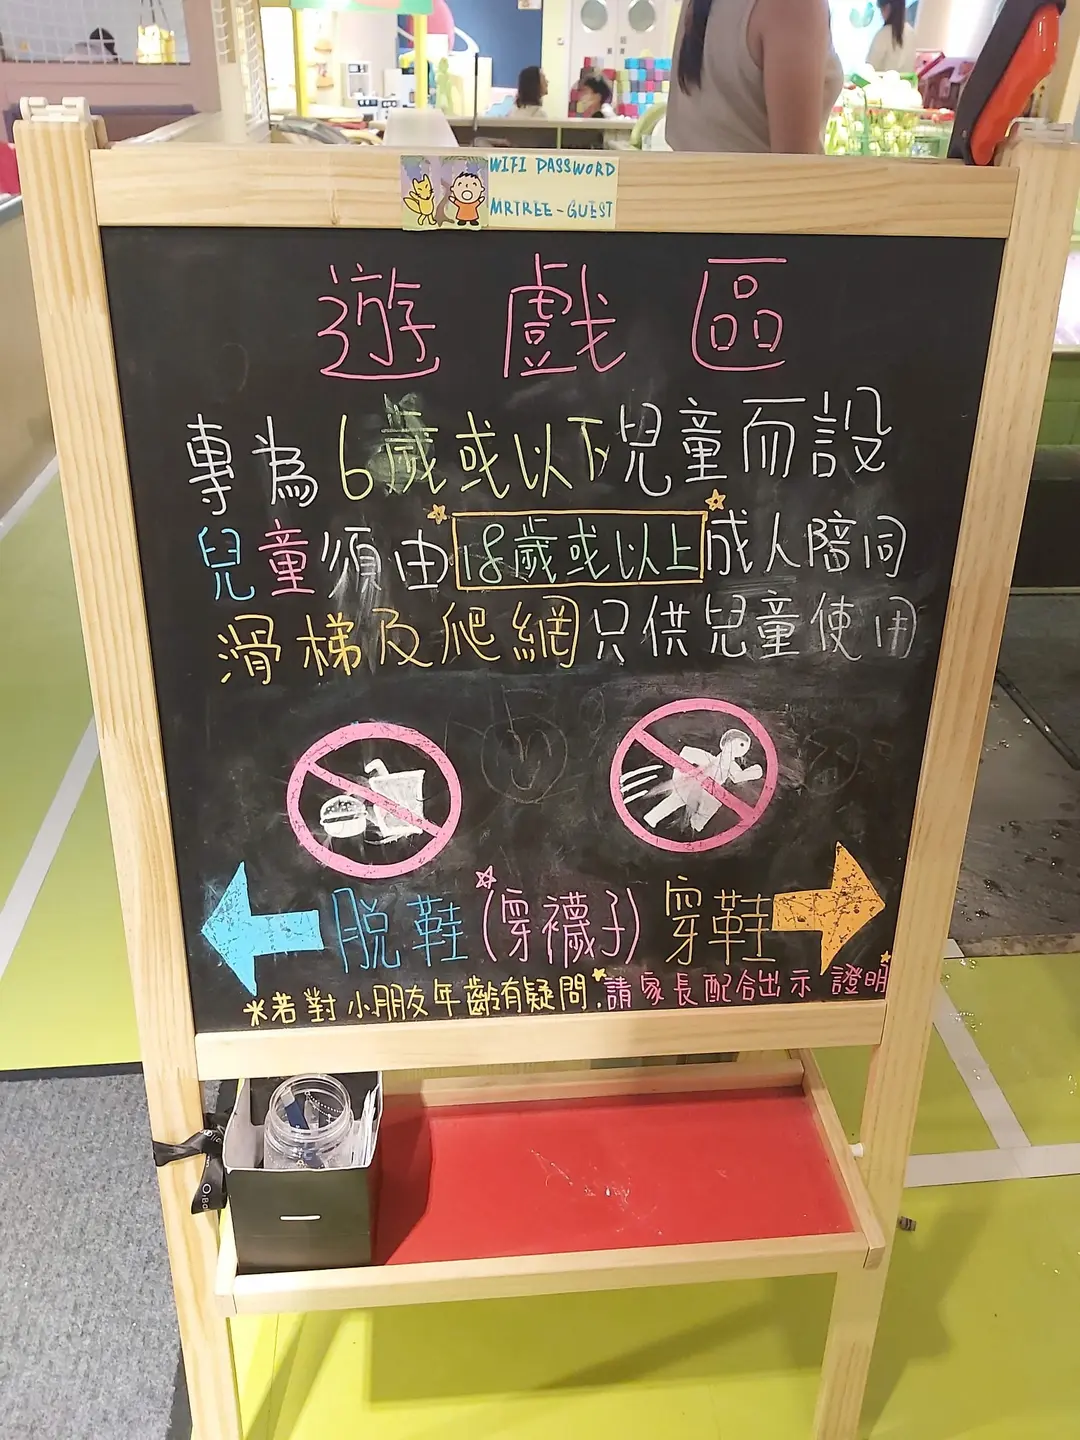 WIFI PASSWORD
MRTREE-GUEST
遊戲區
專為6歲或以下兒童而設
兒童須由18歲或以上成人陪同
滑梯及爬網只供兒童使用
脱鞋(穿襪子) 穿鞋
*若對小朋友年齡有疑問,請家長配合出示證明